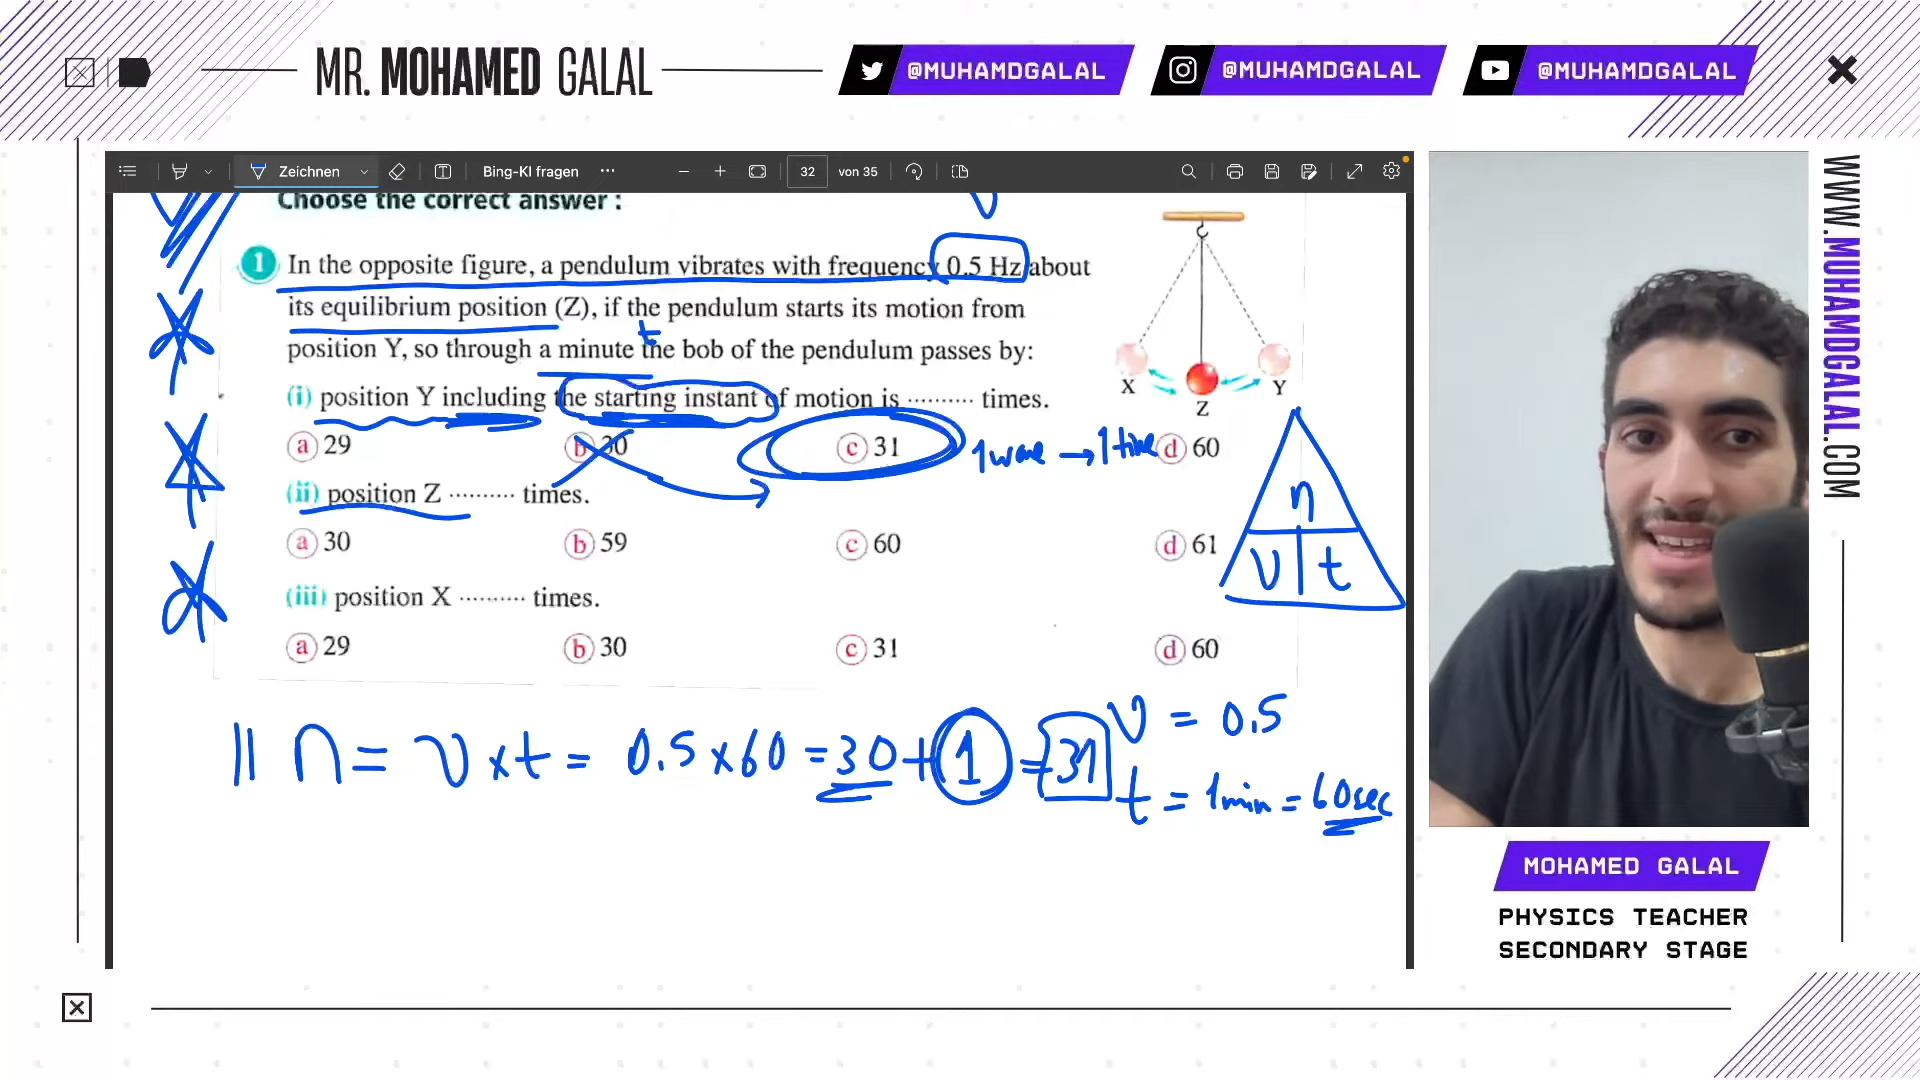 MR. MOHAMED GALAL
@MUHAMDGALAL
@MUHAMDGALAL
@MUHAMDGALAL
WWW.MUHAMDGALAL.COM
Zeichnen
Bing-KI fragen
32
von 35
Choose the correct answer :
1 In the opposite figure, a pendulum vibrates with frequency 0.5 Hz about
its equilibrium position (Z), if the pendulum starts its motion from
t
position Y, so through a minute the bob of the pendulum passes by:
(i) position Y including the starting instant of motion is .......... times.
a 29
b 30
c 31
1 wave → 1 time
d 60
(ii) position Z .......... times.
a 30
b 59
c 60
d 61
(iii) position X .......... times.
a 29
b 30
c 31
d 60
X
Z
Y
n
ν | t
n = ν × t = 0.5 × 60 = 30 + 1 = 31
ν = 0.5
t = 1 min = 60 sec
MOHAMED GALAL
PHYSICS TEACHER
SECONDARY STAGE